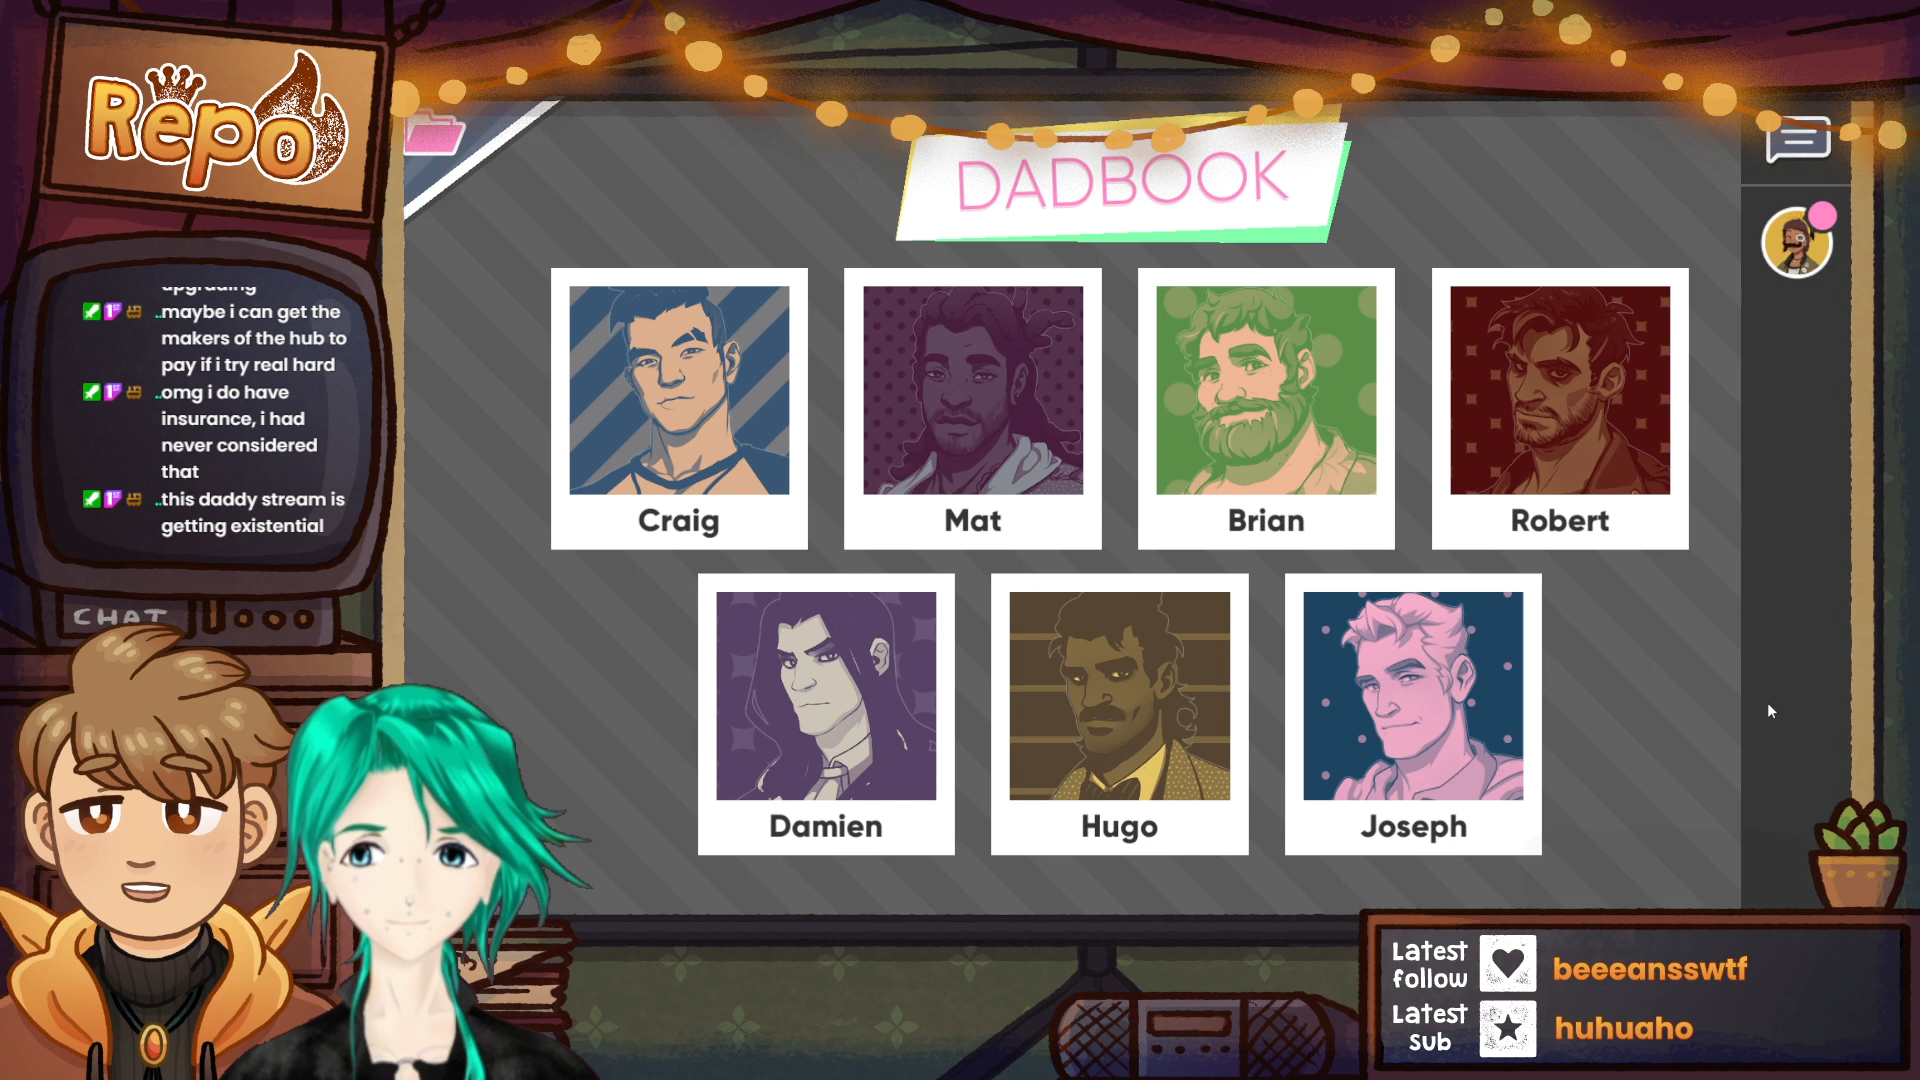 Repo
DADBOOK
upgrading
..maybe i can get the
makers of the hub to
pay if i try real hard
..omg i do have
insurance, i had
never considered
that
..this daddy stream is
getting existential
CHAT
Craig
Mat
Brian
Robert
Damien
Hugo
Joseph
Latest
follow
beeeansswtf
Latest
Sub
huhuaho